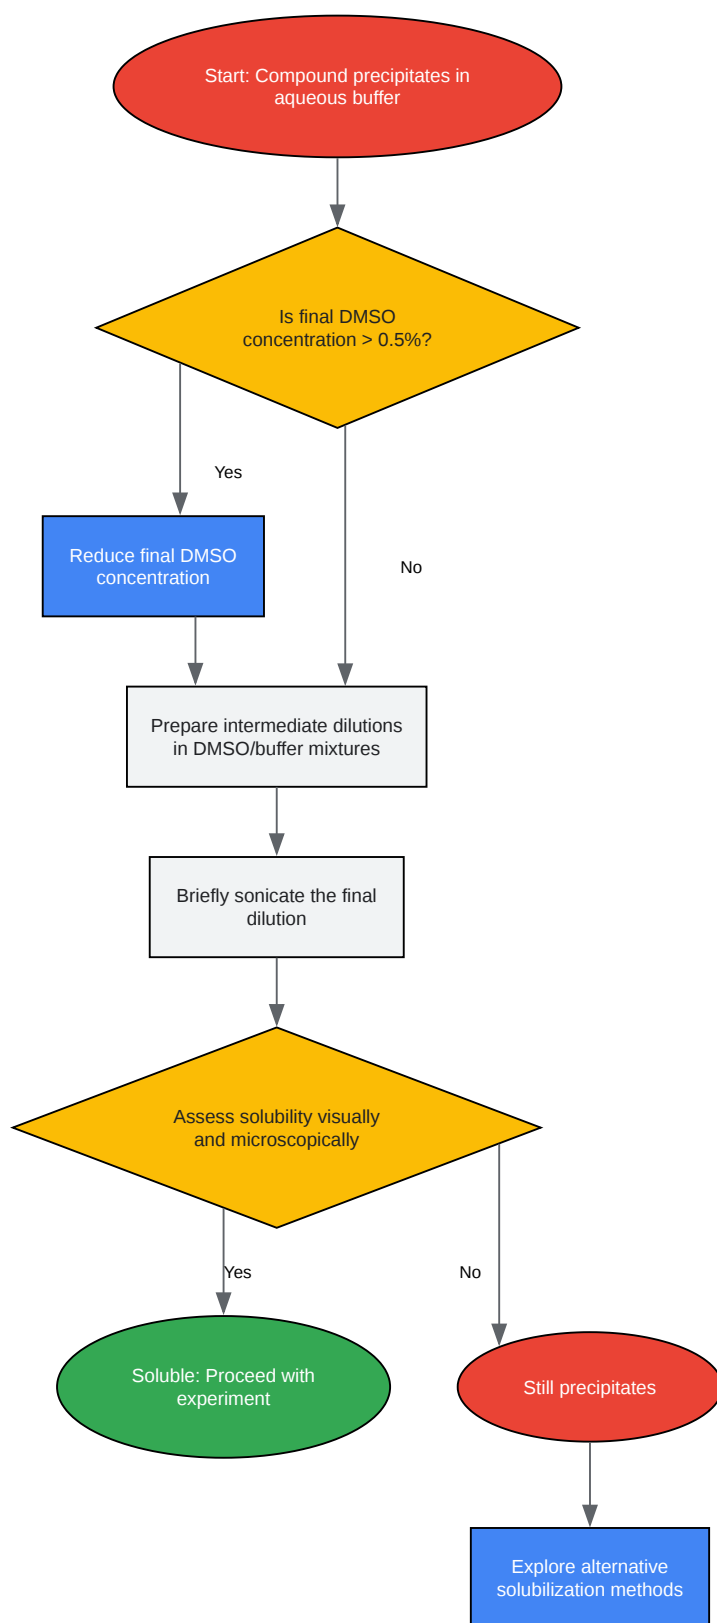 Start: Compound precipitates in
aqueous buffer
Is final DMSO
concentration > 0.5%?
Yes
Reduce final DMSO
concentration
No
Prepare intermediate dilutions
in DMSO/buffer mixtures
Briefly sonicate the final
dilution
Assess solubility visually
and microscopically
Yes
No
Soluble: Proceed with
experiment
Still precipitates
Explore alternative
solubilization methods